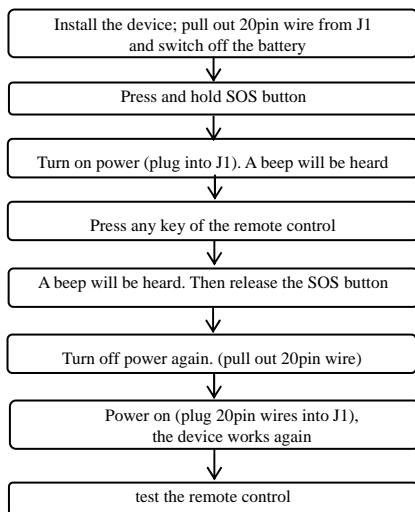 Install the device; pull out 20pin wire from J1
and switch off the battery
Press and hold SOS button
Turn on power (plug into J1). A beep will be heard
Press any key of the remote control
A beep will be heard. Then release the SOS button
Turn off power again. (pull out 20pin wire)
Power on (plug 20pin wires into J1),
the device works again
test the remote control